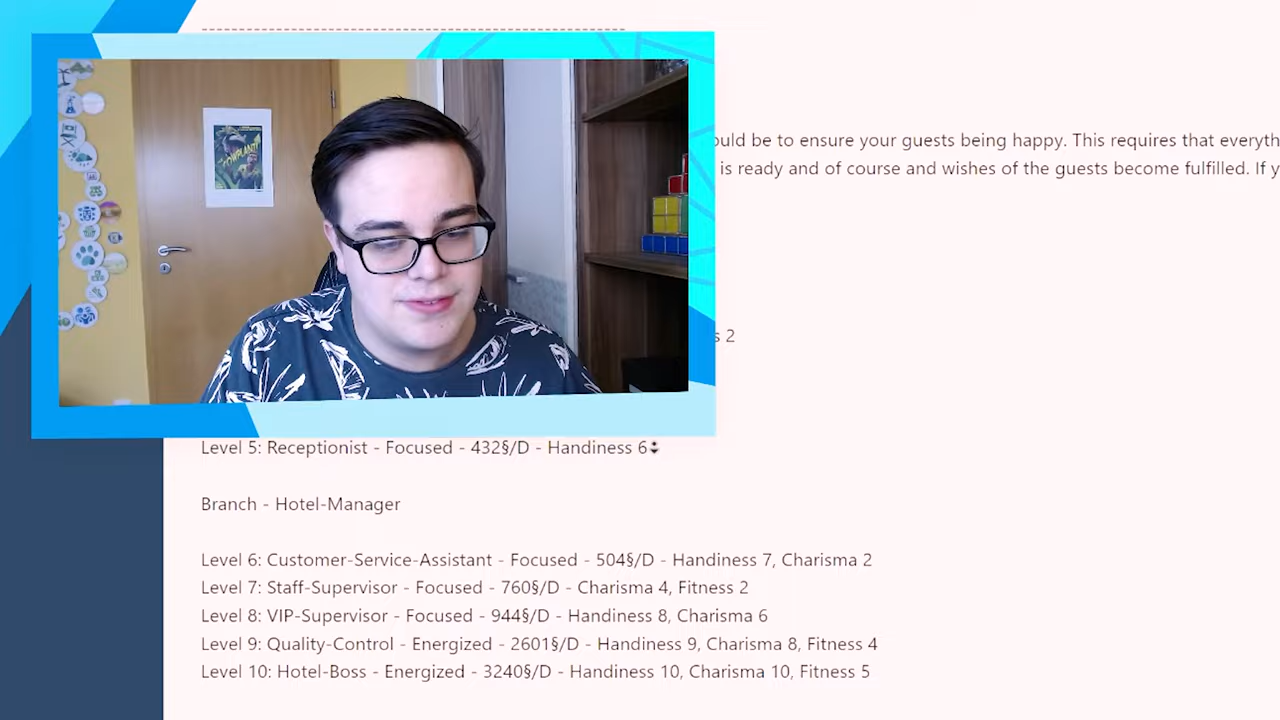 ould be to ensure your guests being happy. This requires that everyth
is ready and of course and wishes of the guests become fulfilled. If y
s 2
Level 5: Receptionist - Focused - 432§/D - Handiness 6
Branch - Hotel-Manager
Level 6: Customer-Service-Assistant - Focused - 504§/D - Handiness 7, Charisma 2
Level 7: Staff-Supervisor - Focused - 760§/D - Charisma 4, Fitness 2
Level 8: VIP-Supervisor - Focused - 944§/D - Handiness 8, Charisma 6
Level 9: Quality-Control - Energized - 2601§/D - Handiness 9, Charisma 8, Fitness 4
Level 10: Hotel-Boss - Energized - 3240§/D - Handiness 10, Charisma 10, Fitness 5